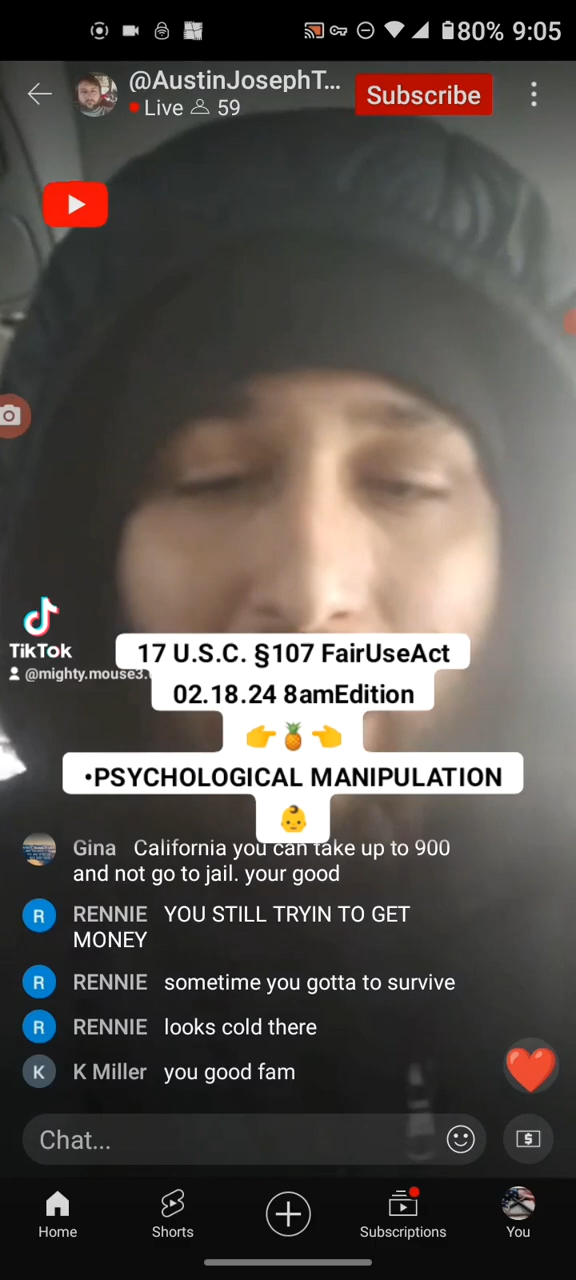 80% 9:05
@AustinJosephT...
Live 59
Subscribe
TikTok
@mighty.mouse3.
17 U.S.C. §107 FairUseAct
02.18.24 8amEdition
👉🍍👈
•PSYCHOLOGICAL MANIPULATION
👶
Gina California you can take up to 900
and not go to jail. your good
R RENNIE YOU STILL TRYIN TO GET
MONEY
R RENNIE sometime you gotta to survive
R RENNIE looks cold there
K K Miller you good fam
Chat...
Home Shorts Subscriptions You